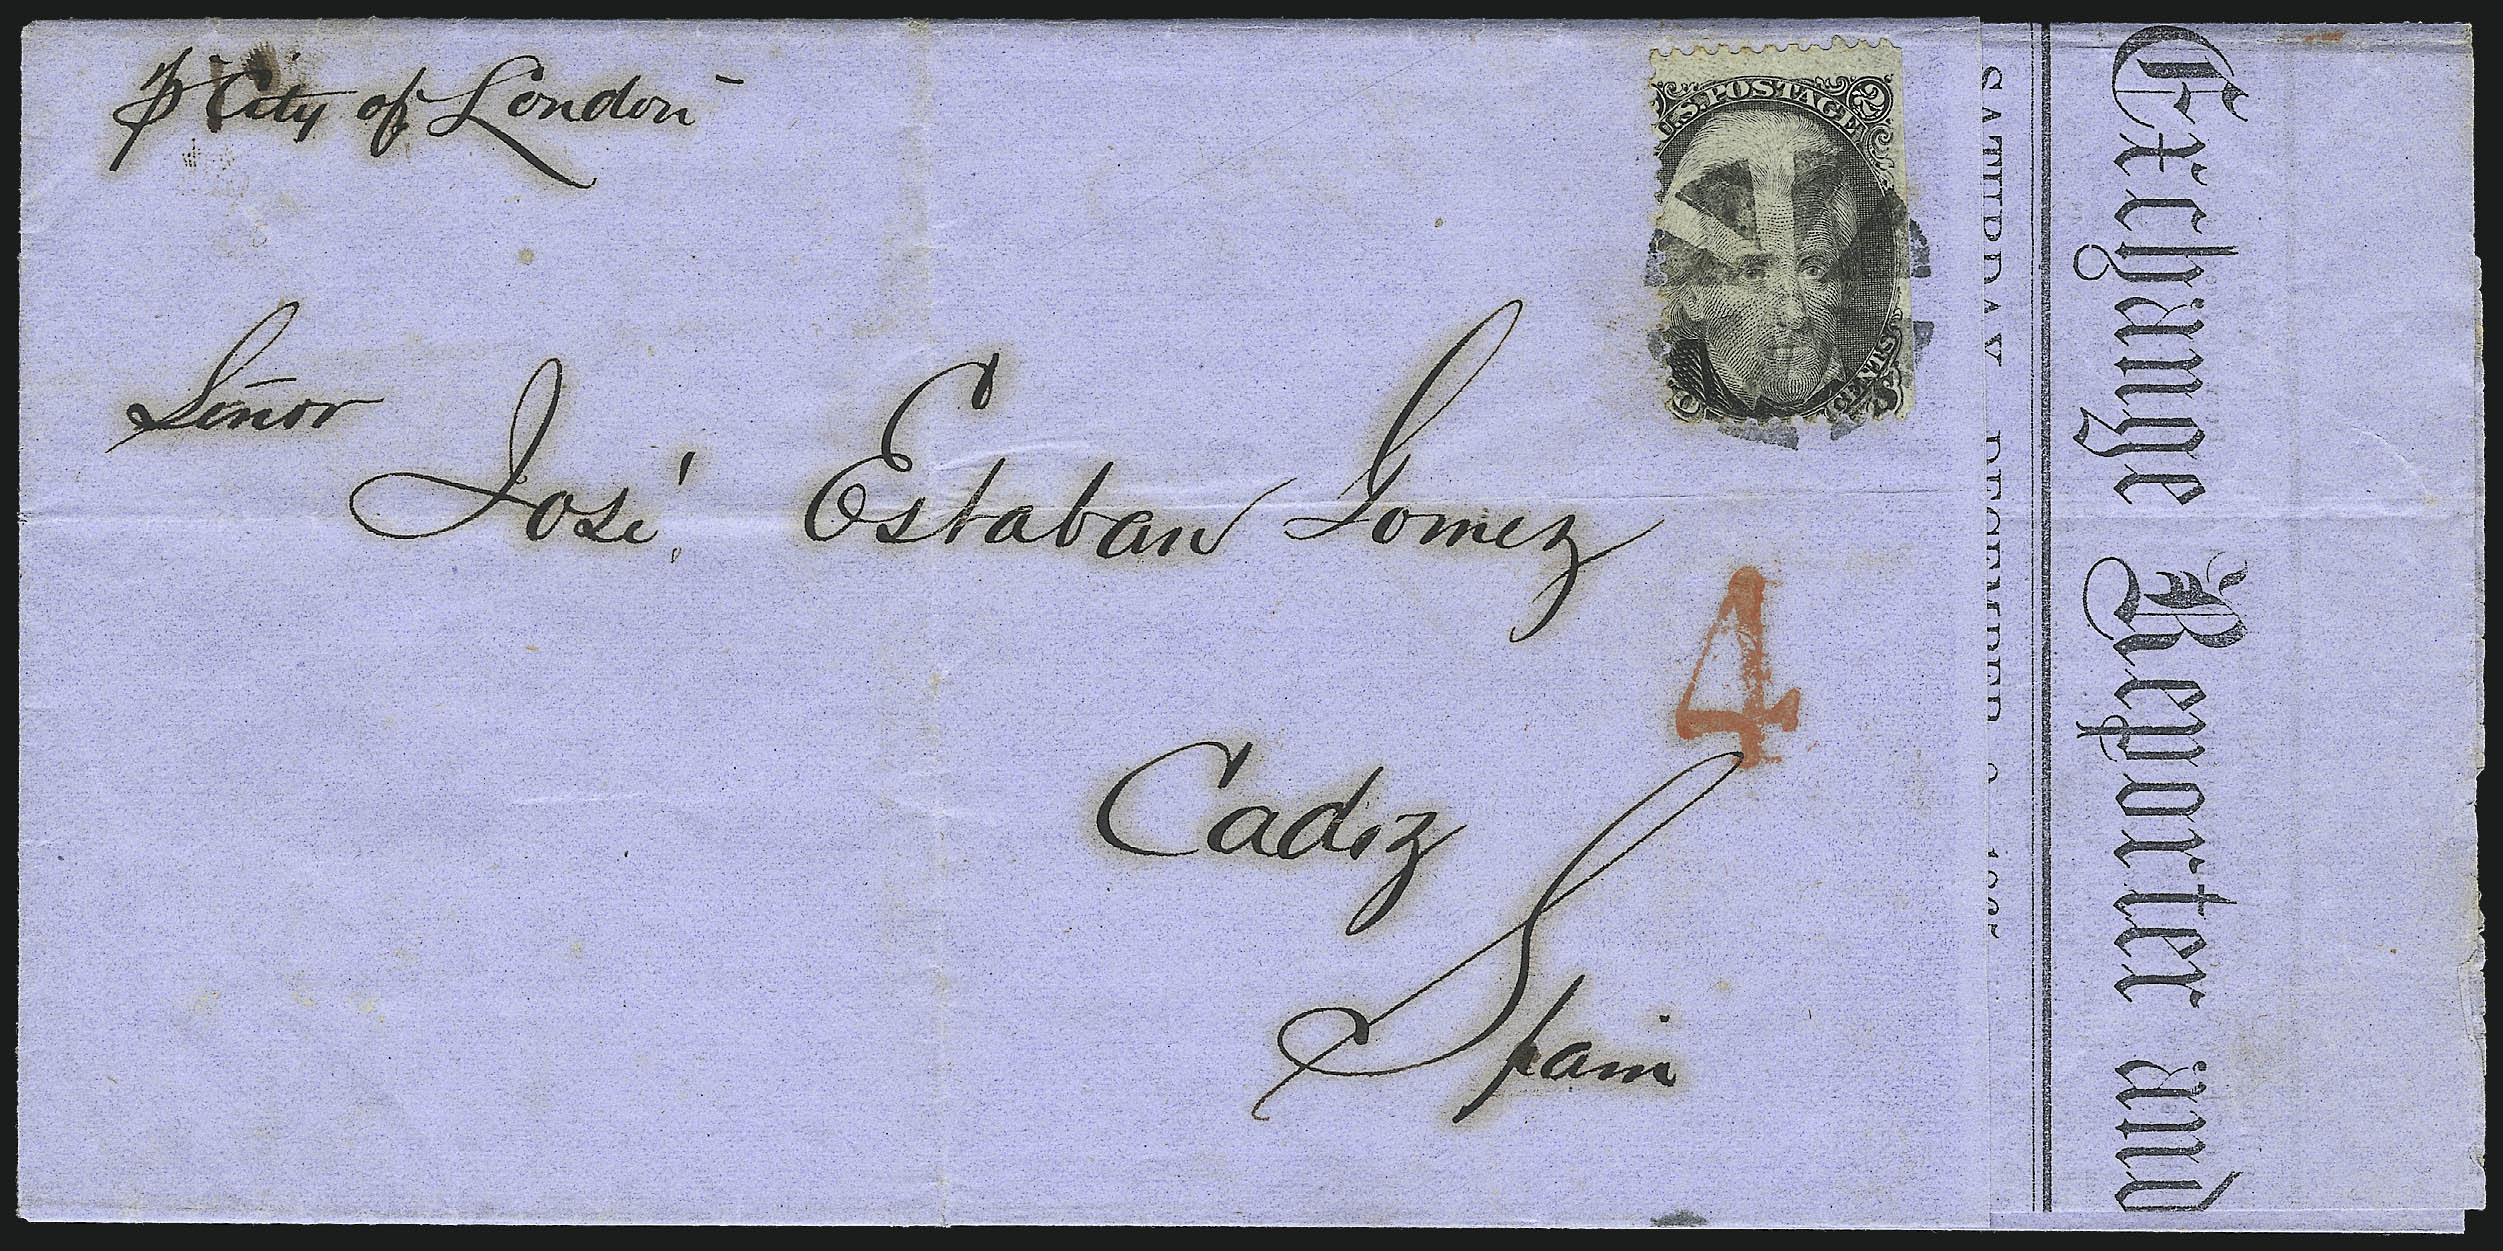 p City of London
U.S. POSTAGE
2
CENTS
Señor
José Estaban Gomez
4
Cadiz
Spain
SATURDAY DECEMBER
Exchange Reporter and